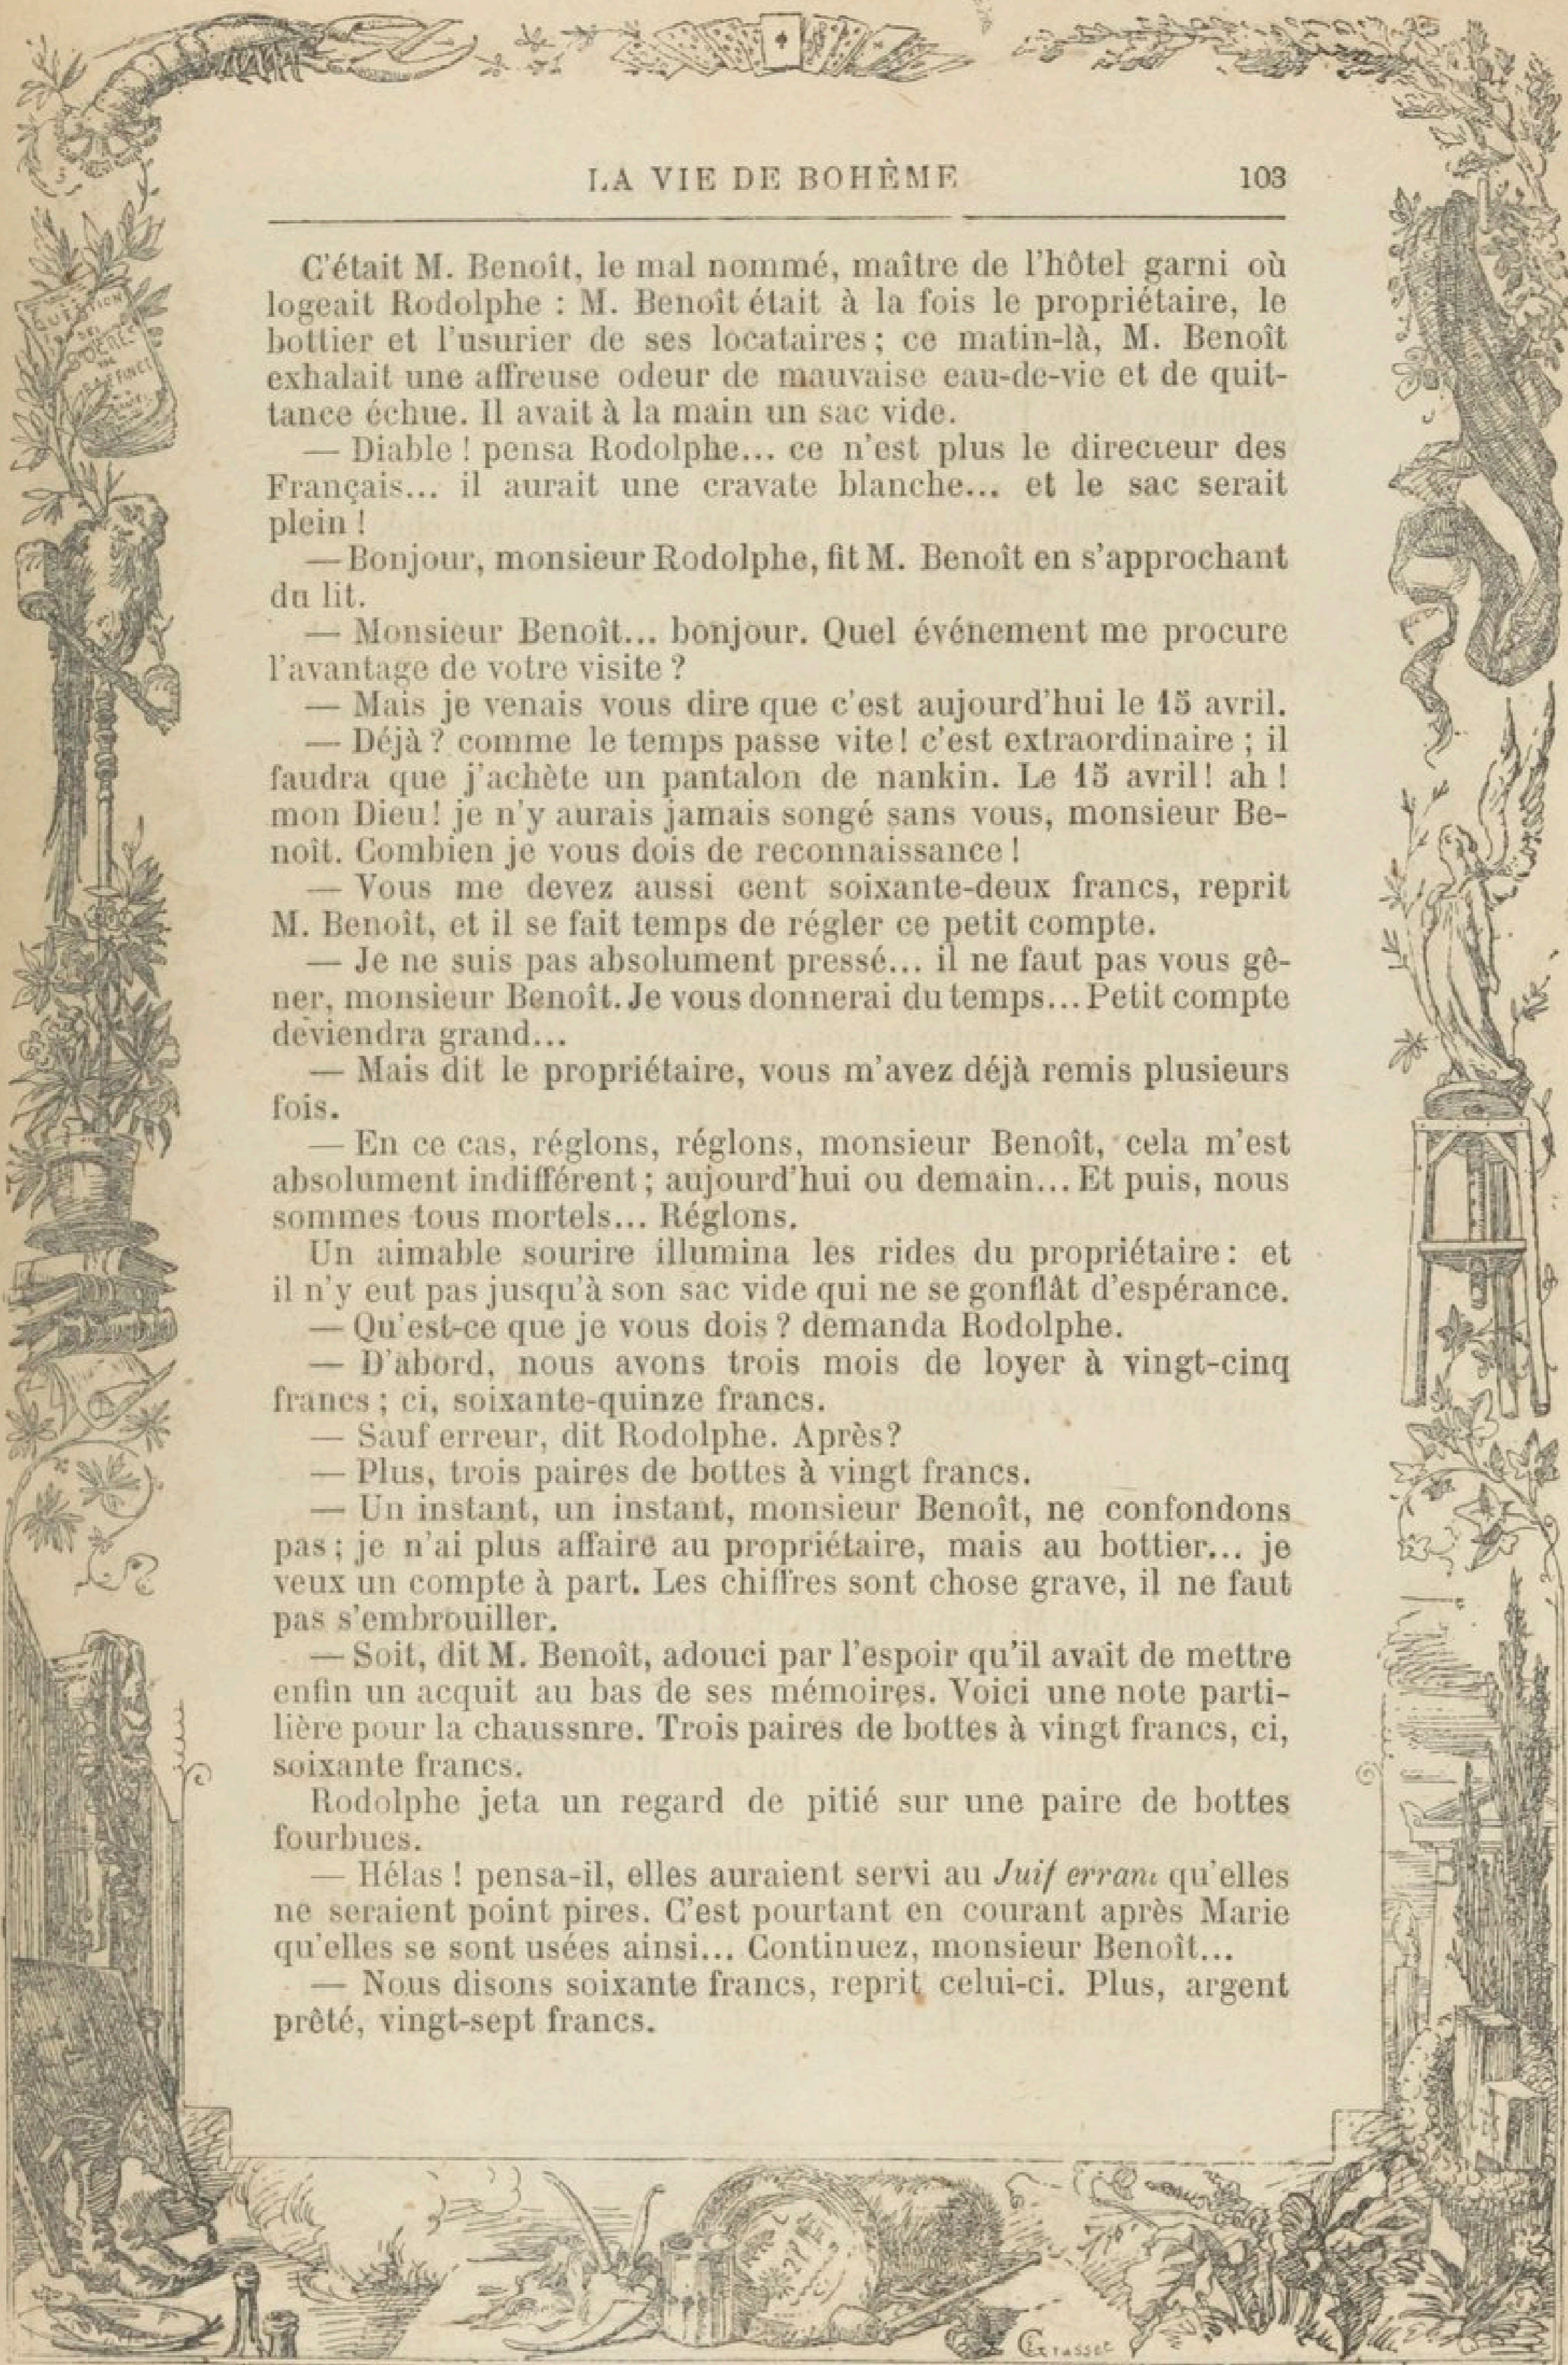 LA VIE DE BOHÈME 103
C'était M. Benoît, le mal nommé, maître de l'hôtel garni où
logeait Rodolphe : M. Benoît était à la fois le propriétaire, le
bottier et l'usurier de ses locataires ; ce matin-là, M. Benoît
exhalait une affreuse odeur de mauvaise eau-de-vie et de quit-
tance échue. Il avait à la main un sac vide.
— Diable ! pensa Rodolphe... ce n'est plus le directeur des
Français... il aurait une cravate blanche... et le sac serait
plein !
— Bonjour, monsieur Rodolphe, fit M. Benoît en s'approchant
du lit.
— Monsieur Benoît... bonjour. Quel événement me procure
l'avantage de votre visite ?
— Mais je venais vous dire que c'est aujourd'hui le 15 avril.
— Déjà ? comme le temps passe vite ! c'est extraordinaire ; il
faudra que j'achète un pantalon de nankin. Le 15 avril ! ah !
mon Dieu ! je n'y aurais jamais songé sans vous, monsieur Be-
noît. Combien je vous dois de reconnaissance !
— Vous me devez aussi cent soixante-deux francs, reprit
M. Benoît, et il se fait temps de régler ce petit compte.
— Je ne suis pas absolument pressé... il ne faut pas vous gê-
ner, monsieur Benoît. Je vous donnerai du temps... Petit compte
deviendra grand...
— Mais dit le propriétaire, vous m'avez déjà remis plusieurs
fois.
— En ce cas, réglons, réglons, monsieur Benoît, cela m'est
absolument indifférent ; aujourd'hui ou demain... Et puis, nous
sommes tous mortels... Réglons.
Un aimable sourire illumina les rides du propriétaire : et
il n'y eut pas jusqu'à son sac vide qui ne se gonflât d'espérance.
— Qu'est-ce que je vous dois ? demanda Rodolphe.
— D'abord, nous avons trois mois de loyer à vingt-cinq
francs ; ci, soixante-quinze francs.
— Sauf erreur, dit Rodolphe. Après ?
— Plus, trois paires de bottes à vingt francs.
— Un instant, un instant, monsieur Benoît, ne confondons
pas ; je n'ai plus affaire au propriétaire, mais au bottier... je
veux un compte à part. Les chiffres sont chose grave, il ne faut
pas s'embrouiller.
— Soit, dit M. Benoît, adouci par l'espoir qu'il avait de mettre
enfin un acquit au bas de ses mémoires. Voici une note parti-
lière pour la chaussnre. Trois paires de bottes à vingt francs, ci,
soixante francs.
Rodolphe jeta un regard de pitié sur une paire de bottes
fourbues.
— Hélas ! pensa-il, elles auraient servi au Juif errant qu'elles
ne seraient point pires. C'est pourtant en courant après Marie
qu'elles se sont usées ainsi... Continuez, monsieur Benoît...
— Nous disons soixante francs, reprit celui-ci. Plus, argent
prêté, vingt-sept francs.
QUESTION
EGrasset